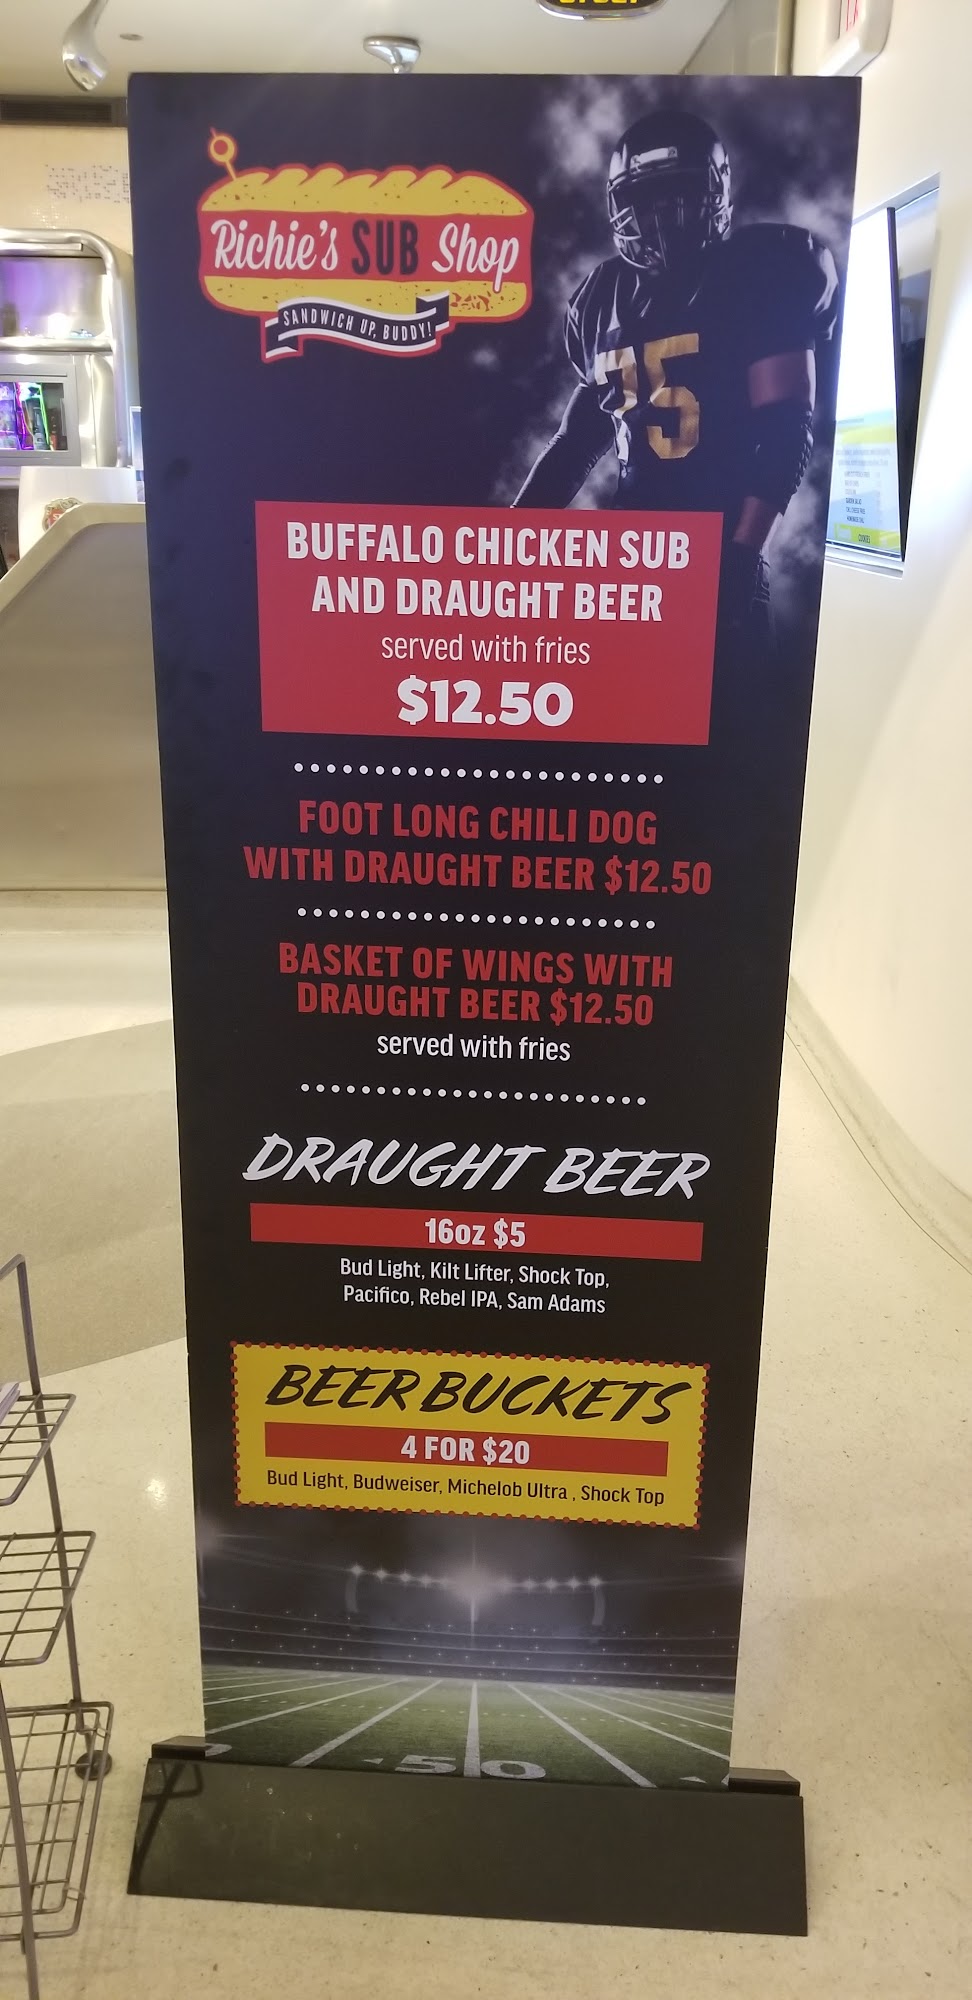 Richie's SUB Shop
SANDWICH UP, BUDDY!
75
BUFFALO CHICKEN SUB
AND DRAUGHT BEER
served with fries
$12.50
FOOT LONG CHILI DOG
WITH DRAUGHT BEER $12.50
BASKET OF WINGS WITH
DRAUGHT BEER $12.50
served with fries
DRAUGHT BEER
16oz $5
Bud Light, Kilt Lifter, Shock Top,
Pacifico, Rebel IPA, Sam Adams
BEER BUCKETS
4 FOR $20
Bud Light, Budweiser, Michelob Ultra , Shock Top
50
COOKIES